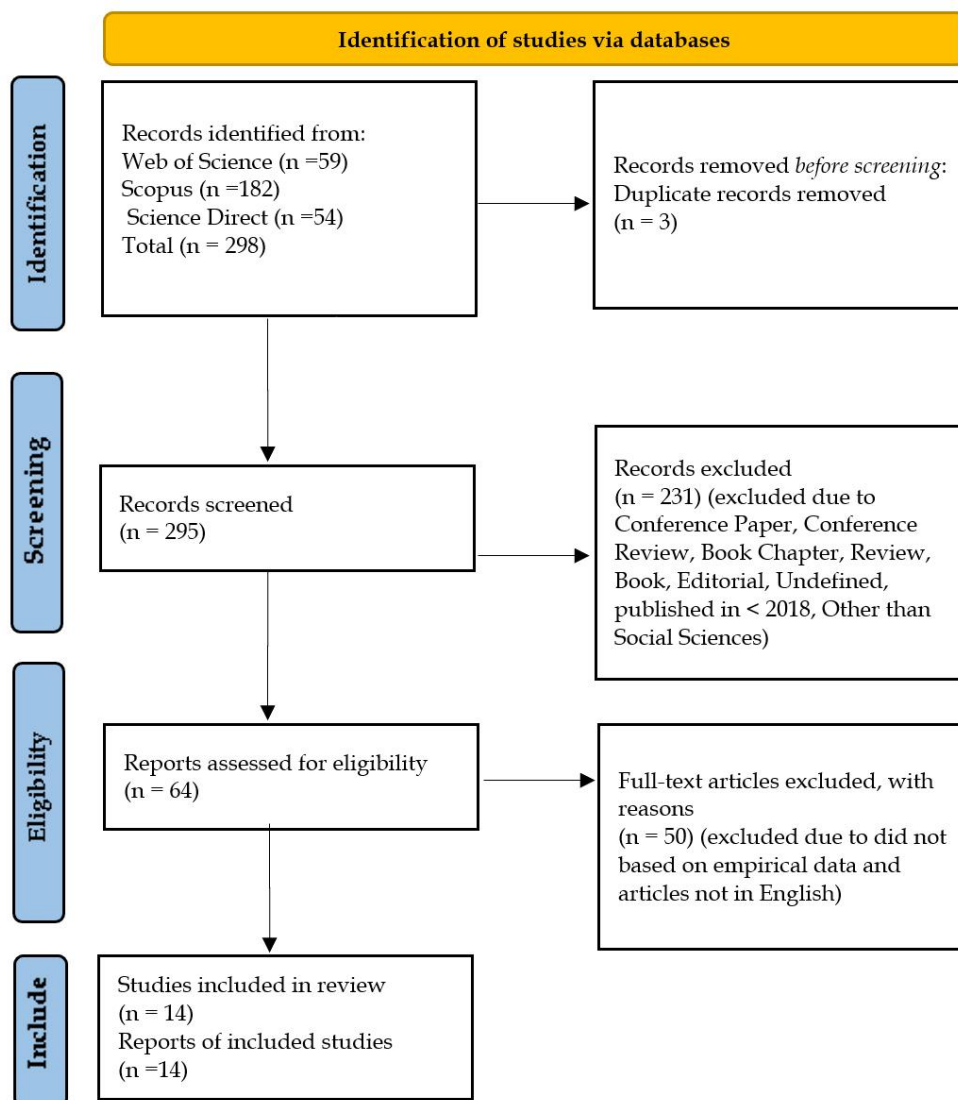 Identification of studies via databases
Identification
Records identified from:
Web of Science (n =59)
Scopus (n =182)
Science Direct (n =54)
Total (n = 298)
Records removed before screening:
Duplicate records removed
(n = 3)
Screening
Records screened
(n = 295)
Records excluded
(n = 231) (excluded due to
Conference Paper, Conference
Review, Book Chapter, Review,
Book, Editorial, Undefined,
published in < 2018, Other than
Social Sciences)
Eligibility
Reports assessed for eligibility
(n = 64)
Full-text articles excluded, with
reasons
(n = 50) (excluded due to did not
based on empirical data and
articles not in English)
Include
Studies included in review
(n = 14)
Reports of included studies
(n =14)